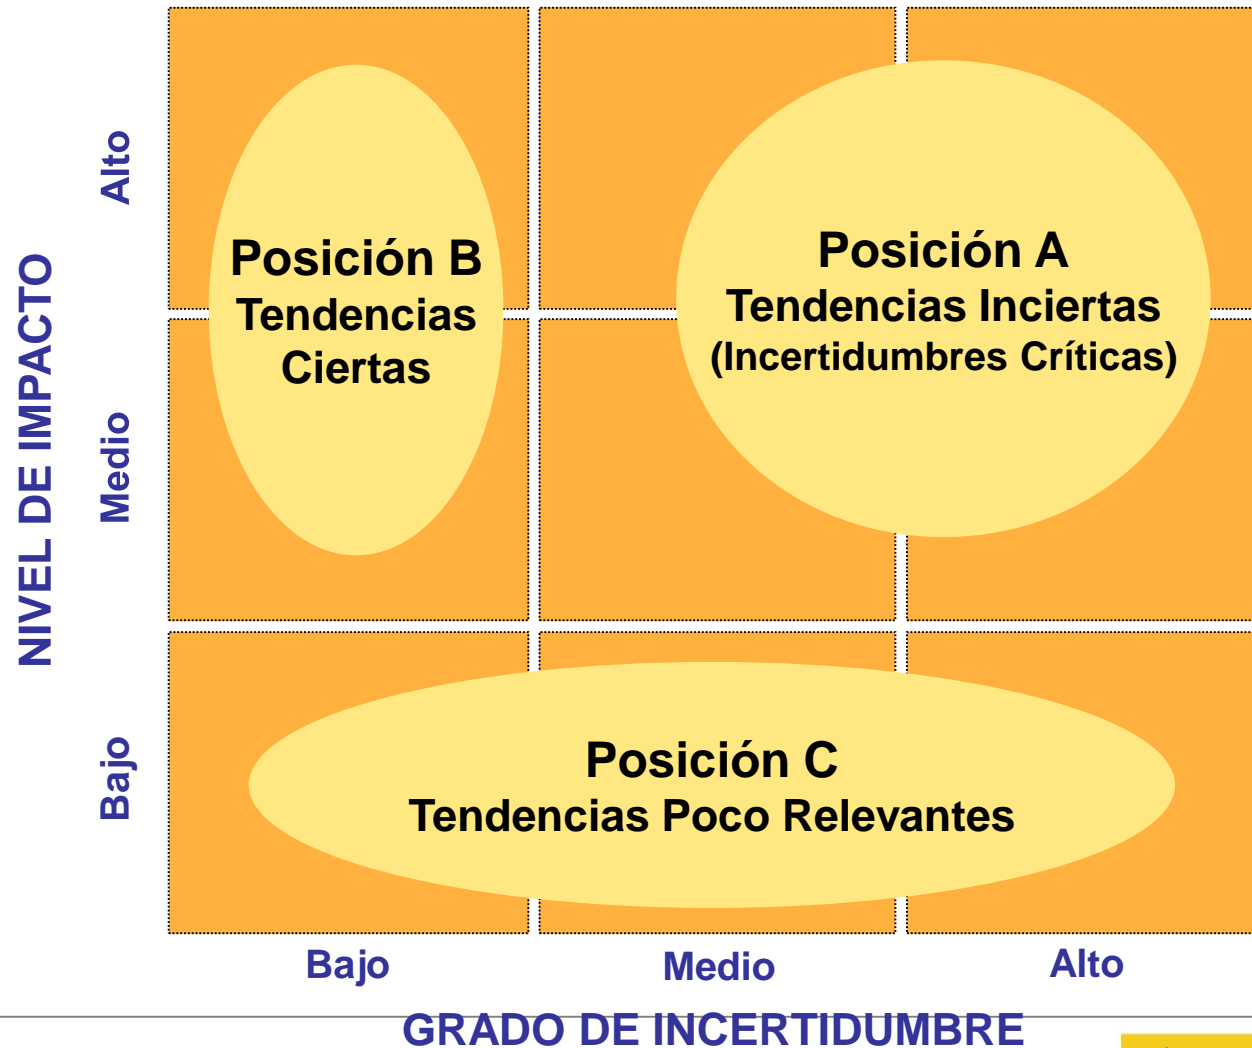 NIVEL DE IMPACTO
Alto
Medio
Bajo
Posición B
Tendencias
Ciertas
Posición A
Tendencias Inciertas
(Incertidumbres Críticas)
Posición C
Tendencias Poco Relevantes
Bajo
Medio
Alto
GRADO DE INCERTIDUMBRE